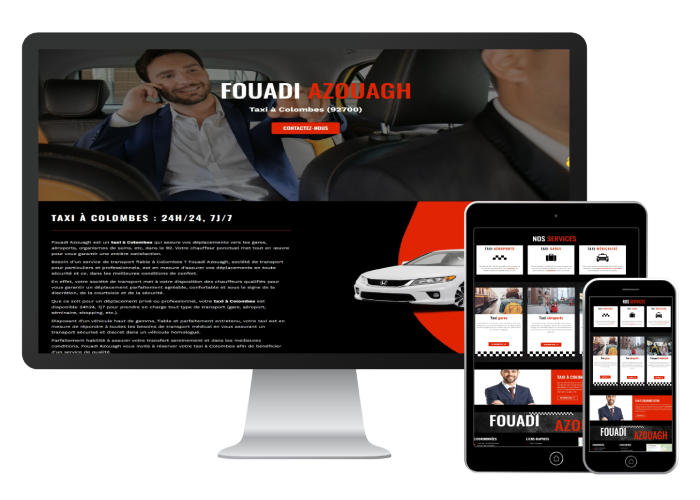 FOUADI AZOUAGH
Taxi à Colombes (92700)
CONTACTEZ-NOUS
TAXI À COLOMBES : 24H/24, 7J/7
Fouadi Azouagh est un taxi à Colombes qui assure vos déplacements vers les gares,
aéroports, organismes de soins, etc, dans le 92. Votre chauffeur ponctuel met tout en œuvre
pour vous garantir une entière satisfaction.
Besoin d'un service de transport fiable à Colombes ? Fouadi Azouagh, société de transport
pour particuliers et professionnels, est en mesure d'assurer vos déplacements en toute
sécurité et ce, dans les meilleures conditions de confort.
En effet, votre société de transport met à votre disposition des chauffeurs qualifiés pour
vous garantir un déplacement parfaitement agréable, confortable et sous le signe de la
discrétion, de la courtoisie et de la sécurité.
Que ce soit pour un déplacement privé ou professionnel, votre taxi à Colombes est
disponible 24h/24, 7j/7 pour prendre en charge tout type de transport (gare, aéroport,
séminaire, shopping, etc.).
Disposant d'un véhicule haut de gamme, fiable et parfaitement entretenu, votre taxi est en
mesure de répondre à toutes les besoins de transport médical en vous assurant un
transport sécurisé et discret dans un véhicule homologué.
Parfaitement habilité à assurer votre transfert sereinement et dans les meilleures
conditions, Fouadi Azouagh vous invite à réserver votre taxi à Colombes afin de bénéficier
d'un service de qualité.
NOS SERVICES
TAXI AÉROPORTS
TAXI GARES
TAXI MÉDICALISÉ
Taxi gares
Taxi aéroports
TAXI À COLOM
FOUADI
AZOUAGH
COORDONNÉES
LIENS RAPIDES
NOS SERVICES
FOUADI
AZOUAGH